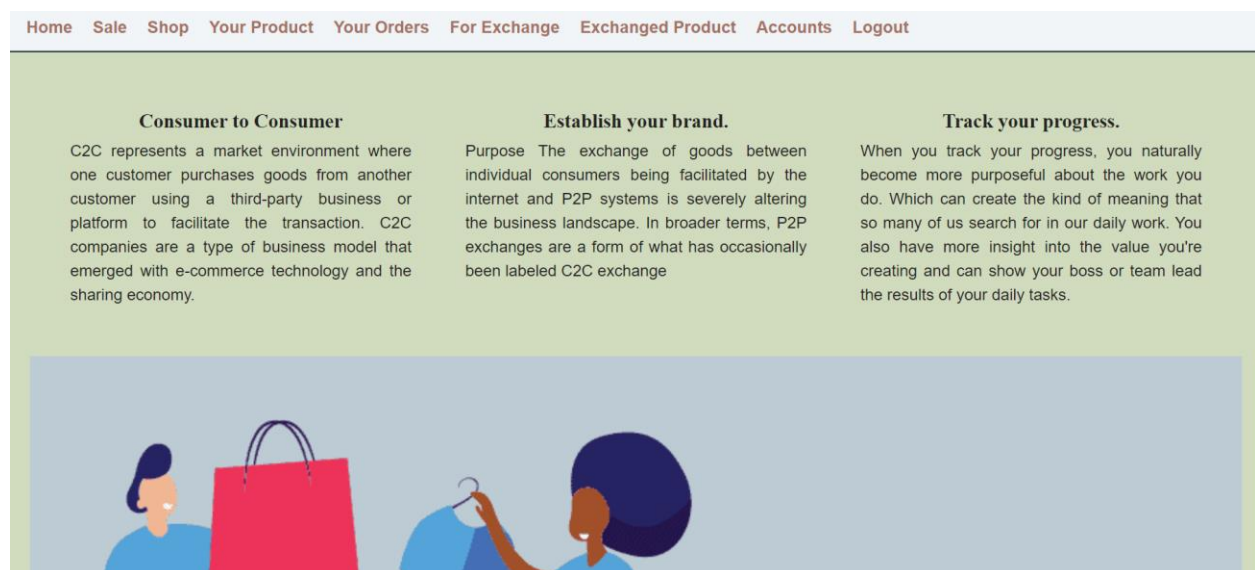 Home Sale Shop Your Product Your Orders For Exchange Exchanged Product Accounts Logout
Consumer to Consumer
C2C represents a market environment where
one customer purchases goods from another
customer using a third-party business or
platform to facilitate the transaction. C2C
companies are a type of business model that
emerged with e-commerce technology and the
sharing economy.
Establish your brand.
Purpose The exchange of goods between
individual consumers being facilitated by the
internet and P2P systems is severely altering
the business landscape. In broader terms, P2P
exchanges are a form of what has occasionally
been labeled C2C exchange
Track your progress.
When you track your progress, you naturally
become more purposeful about the work you
do. Which can create the kind of meaning that
so many of us search for in our daily work. You
also have more insight into the value you're
creating and can show your boss or team lead
the results of your daily tasks.